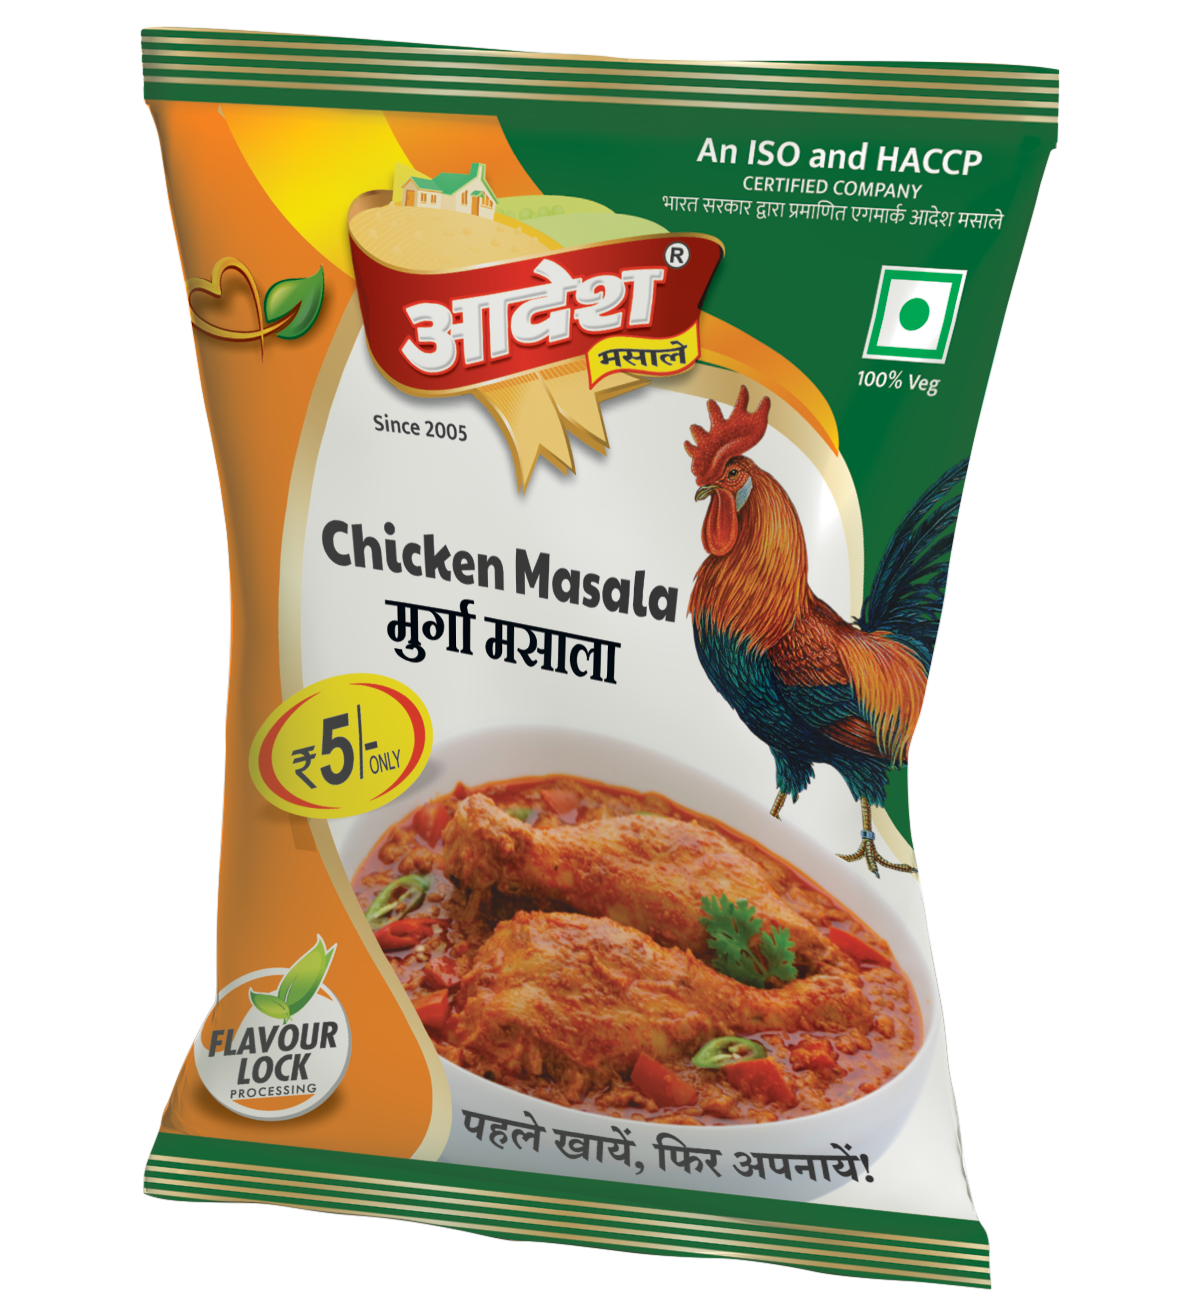 An ISO and HACCP
CERTIFIED COMPANY
भारत सरकार द्वारा प्रमाणित एगमार्क आदेश मसाले
आदेश ®
मसाले
100% Veg
Since 2005
Chicken Masala
मुर्गा मसाला
₹5/- ONLY
FLAVOUR
LOCK
PROCESSING
पहले खायें, फिर अपनायें!